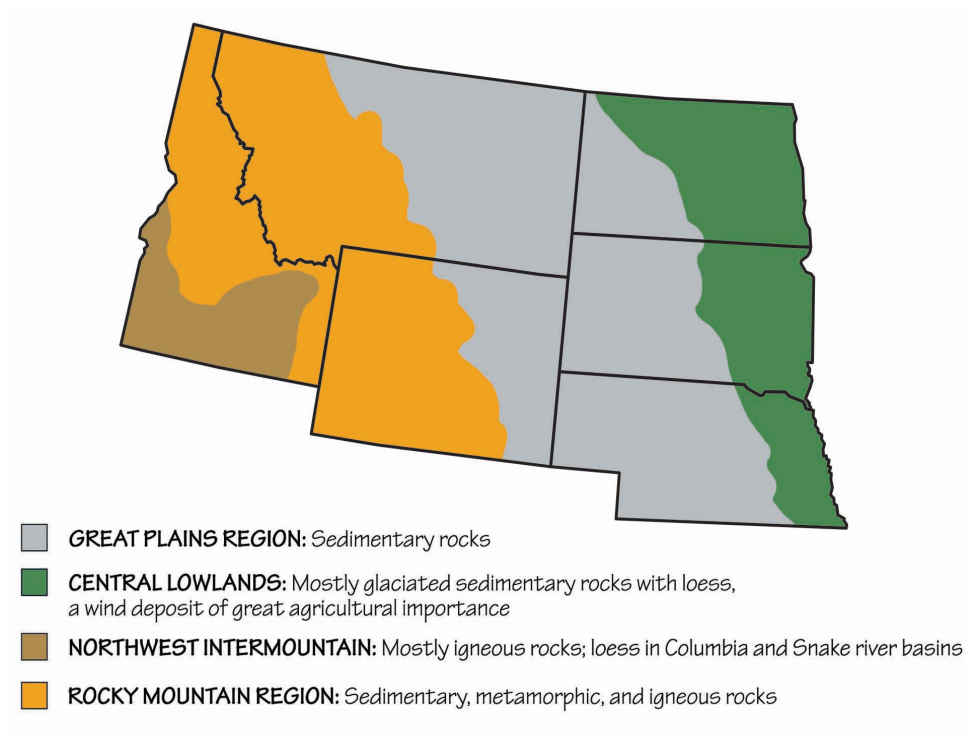 GREAT PLAINS REGION: Sedimentary rocks
CENTRAL LOWLANDS: Mostly glaciated sedimentary rocks with loess,
a wind deposit of great agricultural importance
NORTHWEST INTERMOUNTAIN: Mostly igneous rocks; loess in Columbia and Snake river basins
ROCKY MOUNTAIN REGION: Sedimentary, metamorphic, and igneous rocks